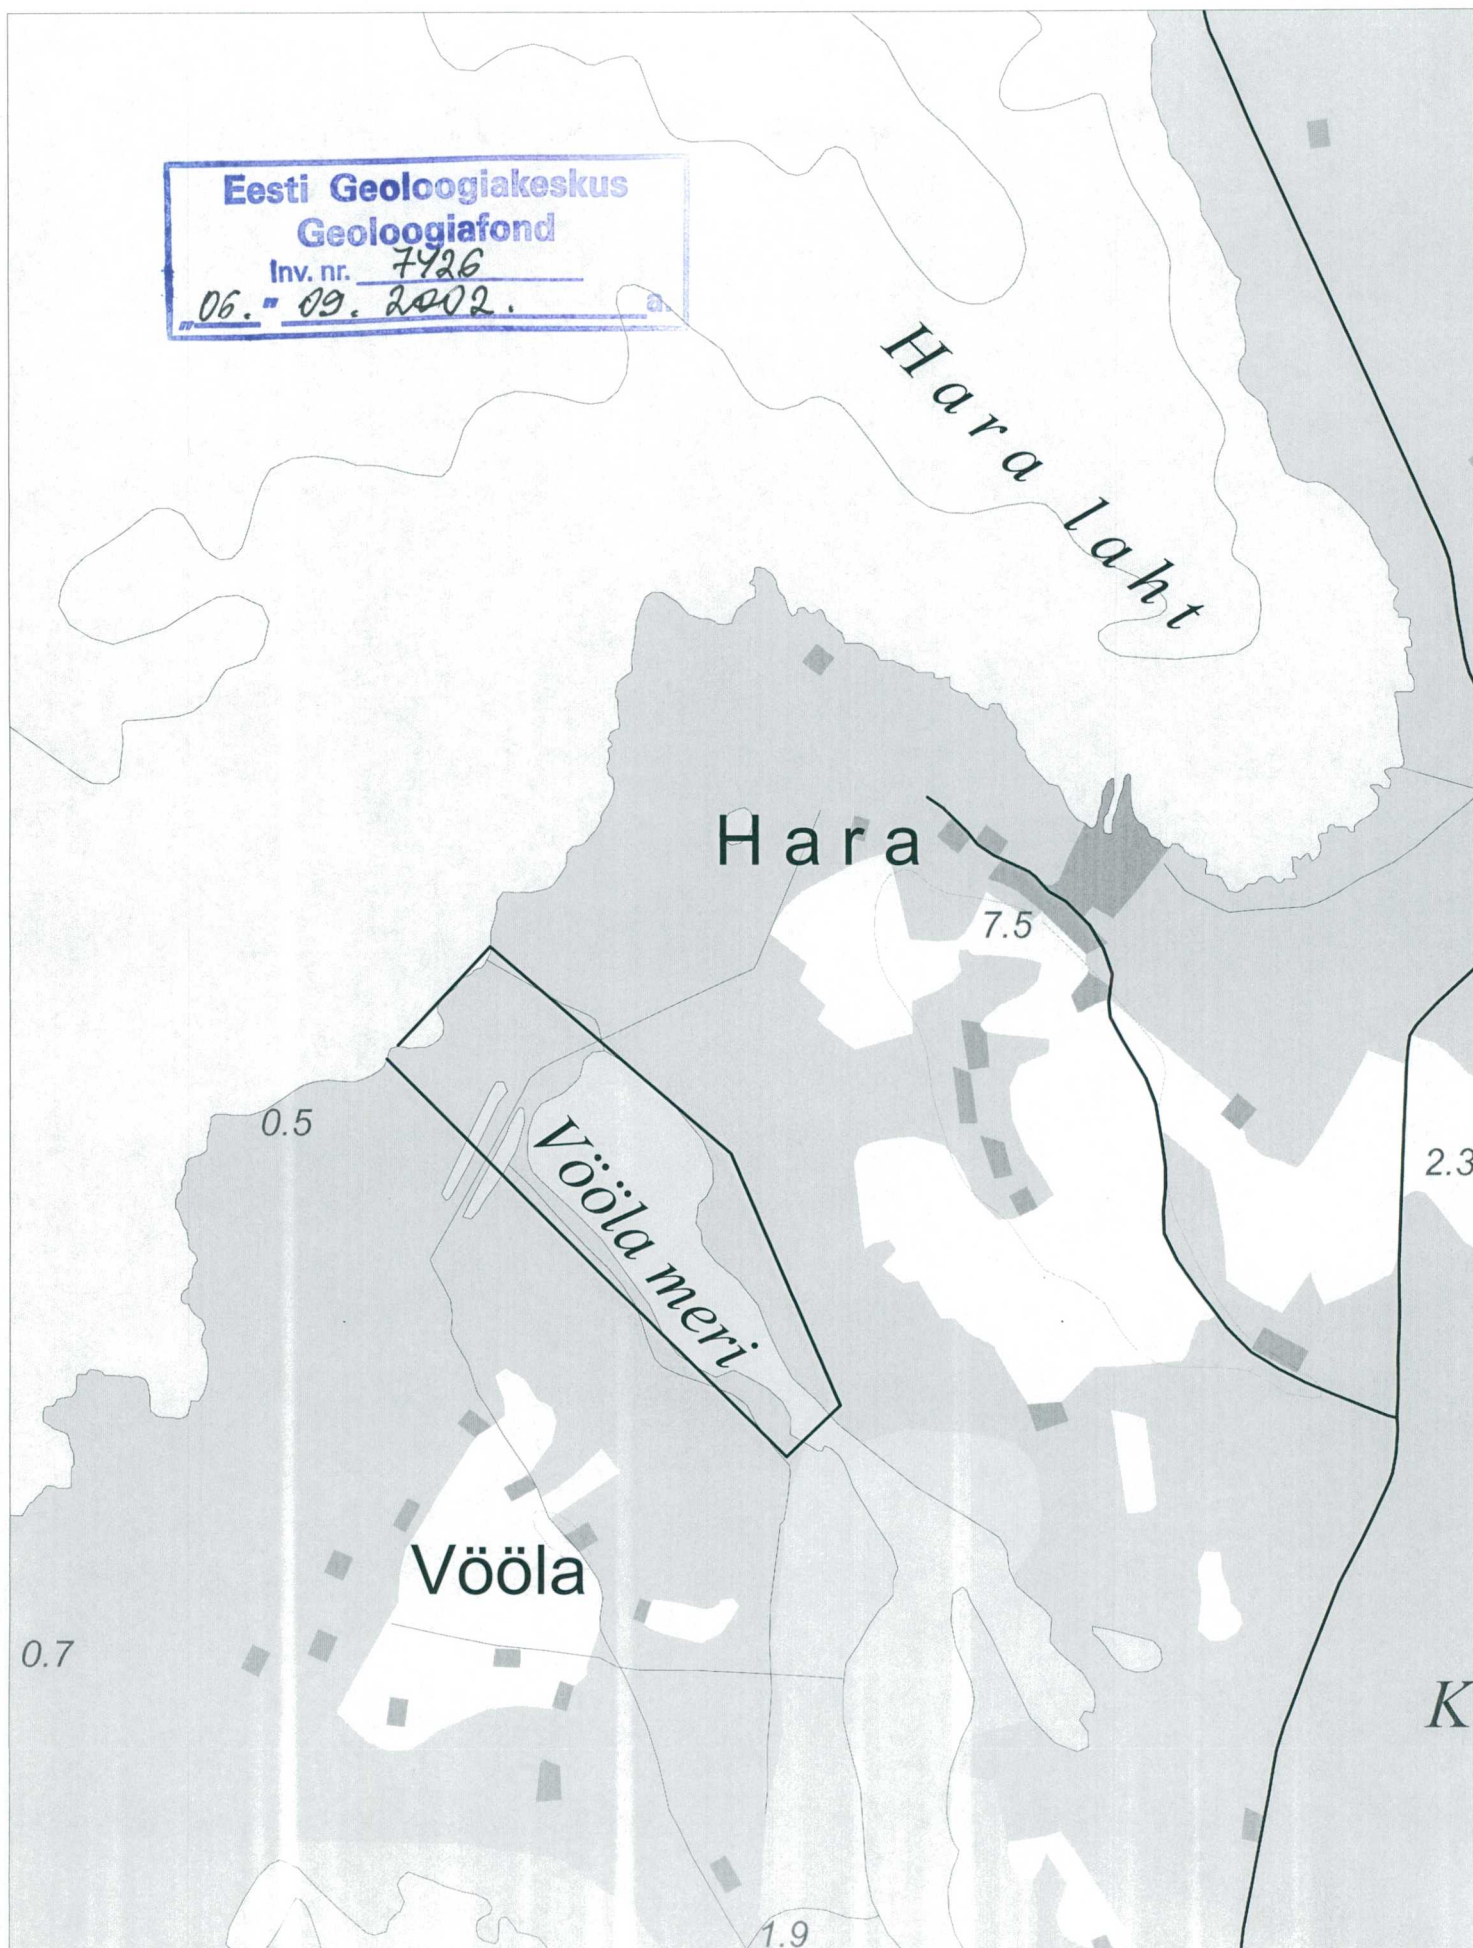 Eesti Geoloogiakeskus
Geoloogiafond
Inv. nr. 7426
„06.” 09. 2002. a.
Hara laht
Hara
7.5
0.5
Vööla meri
2.3
Vööla
0.7
K
1.9